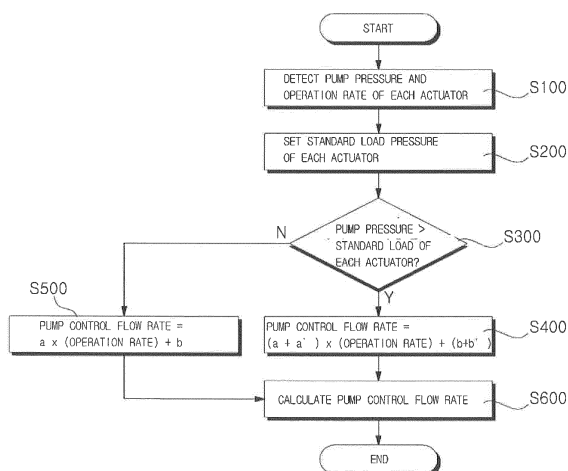 START
DETECT PUMP PRESSURE AND
OPERATION RATE OF EACH ACTUATOR
S100
SET STANDARD LOAD PRESSURE
OF EACH ACTUATOR
S200
PUMP PRESSURE >
STANDARD LOAD OF
EACH ACTUATOR?
S300
N
Y
S500
PUMP CONTROL FLOW RATE =
a x (OPERATION RATE) + b
PUMP CONTROL FLOW RATE =
(a + a`) x (OPERATION RATE) + (b+b')
S400
CALCULATE PUMP CONTROL FLOW RATE
S600
END